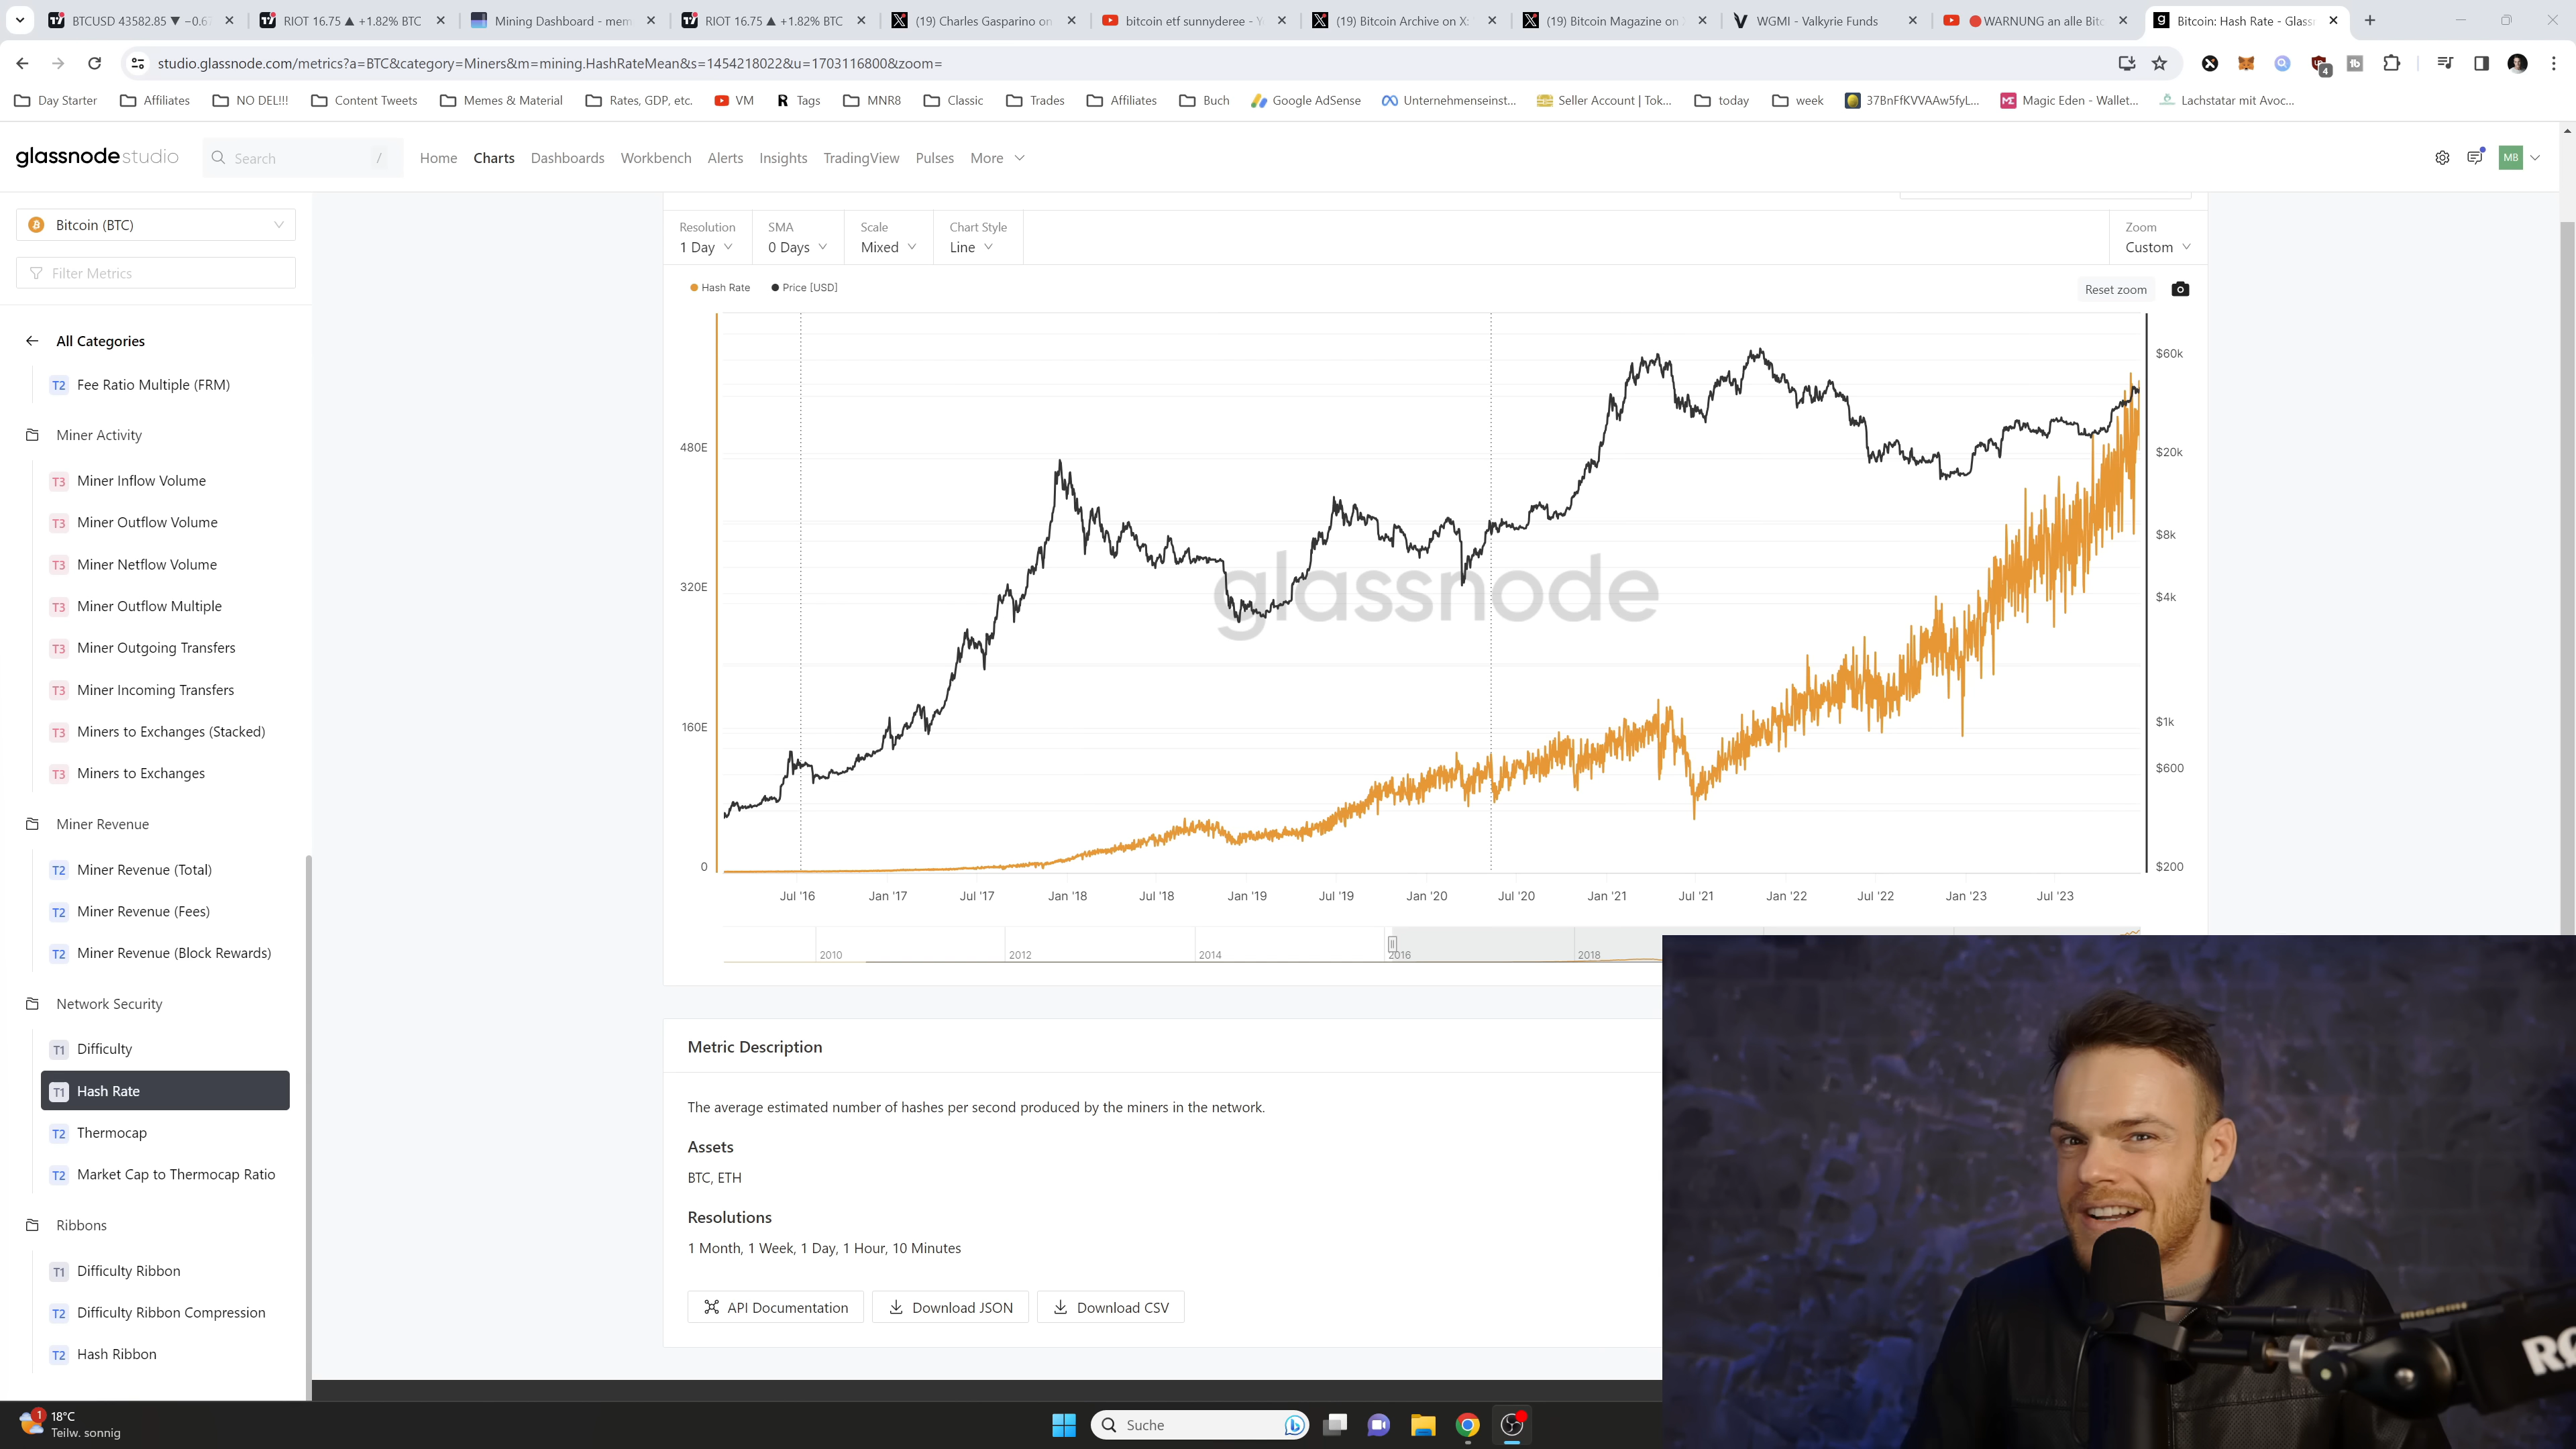 BTCUSD 43582.85 ▼ −0.6
RIOT 16.75 ▲ +1.82% BTC
Mining Dashboard - mem
RIOT 16.75 ▲ +1.82% BTC
(19) Charles Gasparino on
bitcoin etf sunnyderee - Y
(19) Bitcoin Archive on X:
(19) Bitcoin Magazine on
WGMI - Valkyrie Funds
WARNUNG an alle Bit
Bitcoin: Hash Rate - Glass
studio.glassnode.com/metrics?a=BTC&category=Miners&m=mining.HashRateMean&s=1454218022&u=1703116800&zoom=
4
Day Starter
Affiliates
NO DEL!!!
Content Tweets
Memes & Material
Rates, GDP, etc.
VM
Tags
MNR8
Classic
Trades
Affiliates
Buch
Google AdSense
Unternehmenseinst...
Seller Account | Tok...
today
week
37BnFfKVVAAw5fyL...
Magic Eden - Wallet...
Lachstatar mit Avoc...
glassnode studio
Search /
Home
Charts
Dashboards
Workbench
Alerts
Insights
TradingView
Pulses
More
MB
Bitcoin (BTC)
Filter Metrics
All Categories
T2 Fee Ratio Multiple (FRM)
Miner Activity
T3 Miner Inflow Volume
T3 Miner Outflow Volume
T3 Miner Netflow Volume
T3 Miner Outflow Multiple
T3 Miner Outgoing Transfers
T3 Miner Incoming Transfers
T3 Miners to Exchanges (Stacked)
T3 Miners to Exchanges
Miner Revenue
T2 Miner Revenue (Total)
T2 Miner Revenue (Fees)
T2 Miner Revenue (Block Rewards)
Network Security
T1 Difficulty
T1 Hash Rate
T2 Thermocap
T2 Market Cap to Thermocap Ratio
Ribbons
T1 Difficulty Ribbon
T2 Difficulty Ribbon Compression
T2 Hash Ribbon
Resolution
1 Day
SMA
0 Days
Scale
Mixed
Chart Style
Line
Zoom
Custom
Hash Rate
Price [USD]
Reset zoom
480E
320E
160E
0
$60k
$20k
$8k
$4k
$1k
$600
$200
glassnode
Jul '16
Jan '17
Jul '17
Jan '18
Jul '18
Jan '19
Jul '19
Jan '20
Jul '20
Jan '21
Jul '21
Jan '22
Jul '22
Jan '23
Jul '23
2010
2012
2014
2016
2018
Metric Description
The average estimated number of hashes per second produced by the miners in the network.
Assets
BTC, ETH
Resolutions
1 Month, 1 Week, 1 Day, 1 Hour, 10 Minutes
API Documentation
Download JSON
Download CSV
1
18°C
Teilw. sonnig
Suche